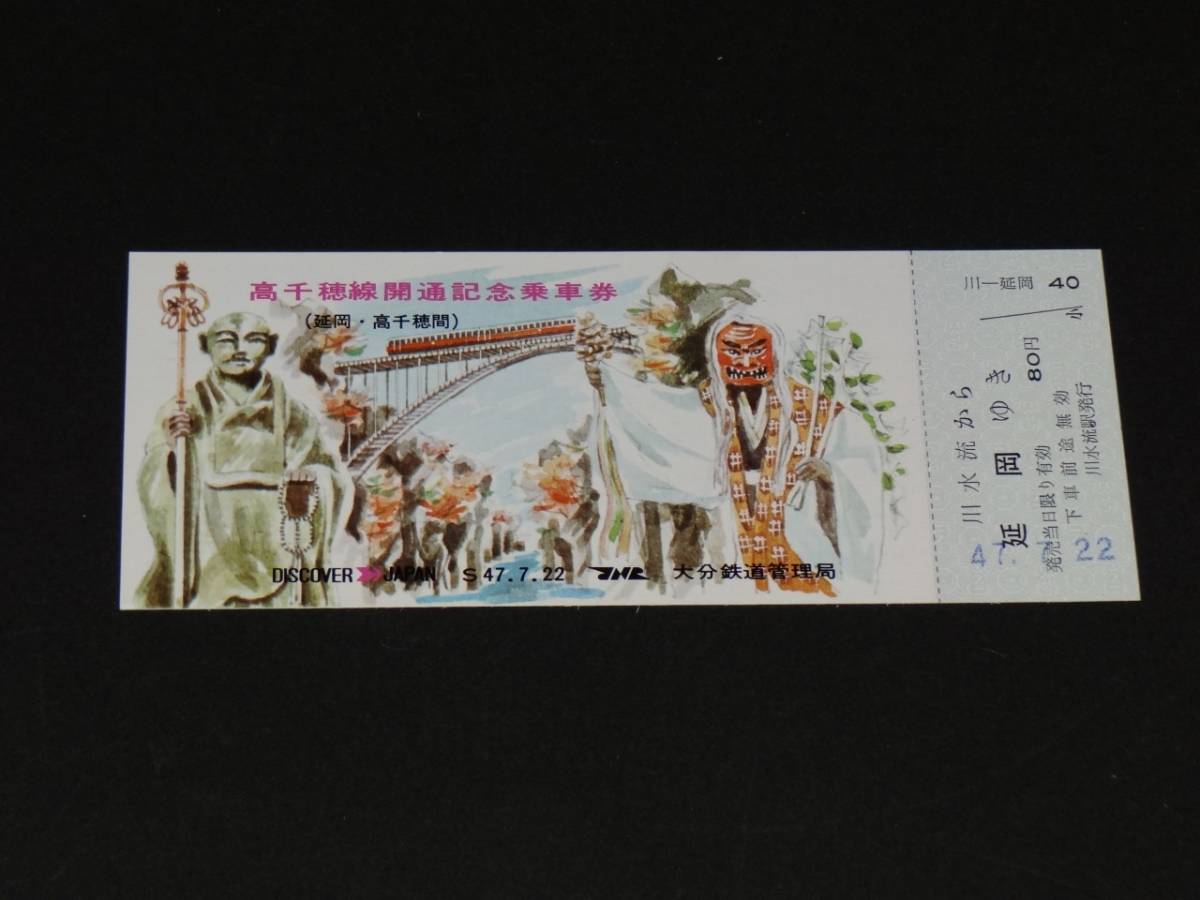 高千穂線開通記念乗車券
(延岡・高千穂間)
DISCOVER JAPAN S47.7.22 JNR 大分鉄道管理局
川—延岡 40
小
川水流から
延岡ゆき 80円
発売当日限り有効
下車前途無効
川水流駅発行
47. 22